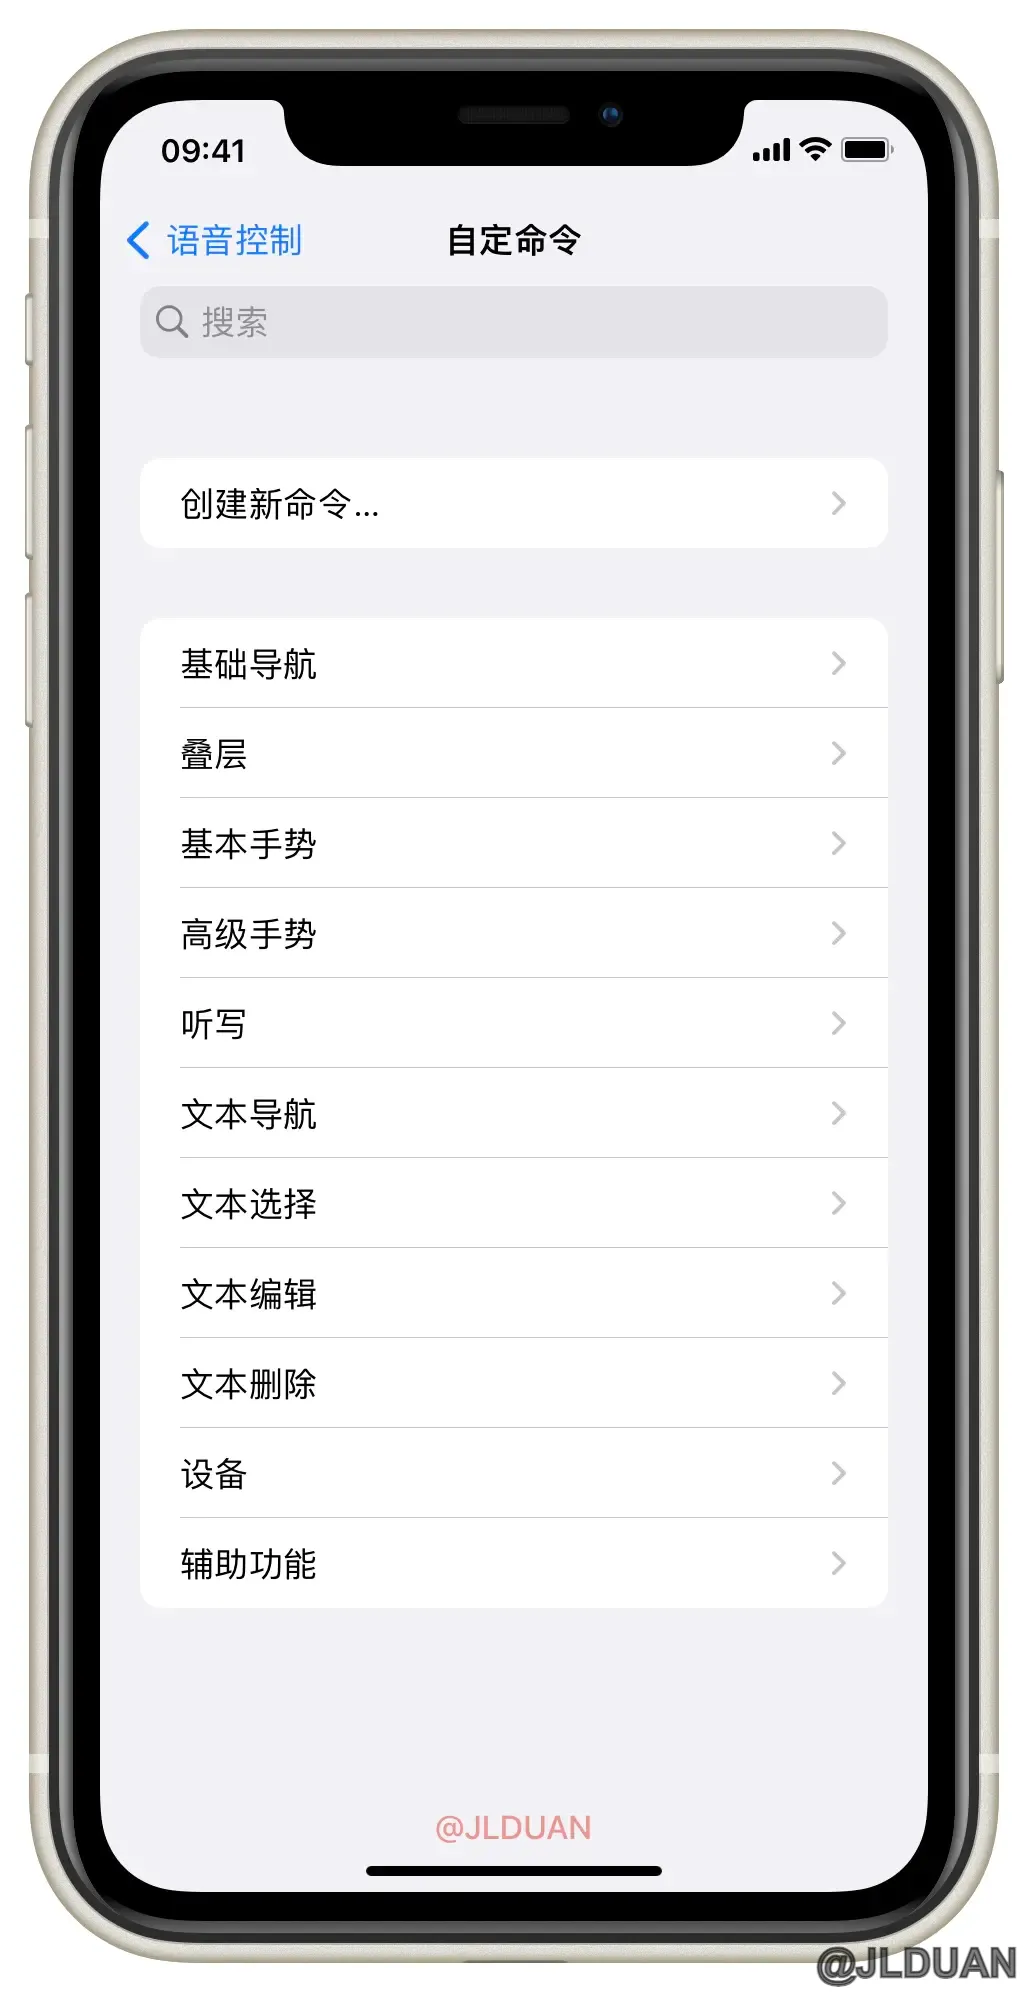 09:41
语音控制
自定命令
搜索
创建新命令...
基础导航
叠层
基本手势
高级手势
听写
文本导航
文本选择
文本编辑
文本删除
设备
辅助功能
@JLDUAN
@JLDUAN